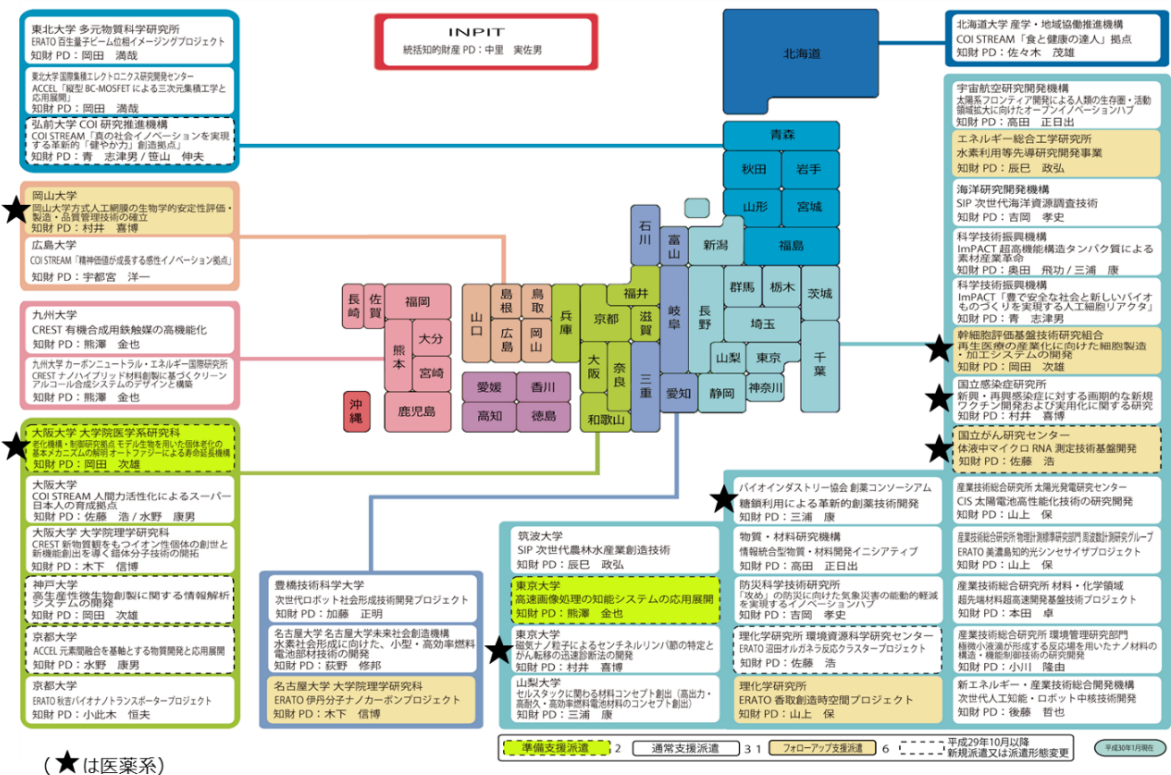 東北大学 多元物質科学研究所
ERATO 百生量子ビーム位相イメージングプロジェクト
知財 PD：岡田 満哉
東北大学 国際集積エレクトロニクス研究開発センター
ACCEL「縦型 BC-MOSFET による三次元集積工学と
応用展開」
知財 PD：岡田 満哉
弘前大学 COI 研究推進機構
COI STREAM「真の社会イノベーションを実現
する革新的「健やか力」創造拠点」
知財 PD：青 志津男 / 笹山 伸夫
岡山大学
岡山大学方式人工網膜の生物学的安定性評価・
製造・品質管理技術の確立
知財 PD：村井 喜博
広島大学
COI STREAM「精神価値が成長する感性イノベーション拠点」
知財 PD：宇都宮 洋一
九州大学
CREST 有機合成用鉄触媒の高機能化
知財 PD：熊澤 金也
九州大学 カーボンニュートラル・エネルギー国際研究所
CREST ナノハイブリッド材料創製に基づくクリーン
アルコール合成システムのデザインと構築
知財 PD：熊澤 金也
大阪大学 大学院医学系研究科
老化機構・制御研究拠点 モデル生物を用いた個体老化の
基本メカニズムの解明 オートファジーによる寿命延長機構
知財 PD：岡田 次雄
大阪大学
COI STREAM 人間力活性化によるスーパー
日本人の育成拠点
知財 PD：佐藤 浩 / 水野 康男
大阪大学 大学院理学研究科
CREST 新物質観をもつイオン性個体の創世と
新機能創出を導く錯体分子技術の開拓
知財 PD：木下 信博
神戸大学
高生産性微生物創製に関する情報解析
システムの開発
知財 PD：岡田 次雄
京都大学
ACCEL 元素間融合を基軸とする物質開発と応用展開
知財 PD：水野 康男
京都大学
ERATO 秋吉バイオナノトランスポータープロジェクト
知財 PD：小此木 恒夫
（★は医薬系）
INPIT
統括知的財産 PD：中里 実佐男
北海道
青森
秋田
岩手
山形
宮城
福島
石川
富山
新潟
群馬
栃木
茨城
福井
岐阜
長野
埼玉
山梨
東京
千葉
静岡
神奈川
愛知
三重
滋賀
京都
兵庫
大阪
奈良
和歌山
鳥取
島根
岡山
広島
山口
愛媛
香川
高知
徳島
福岡
佐賀
長崎
大分
熊本
宮崎
鹿児島
沖縄
豊橋技術科学大学
次世代ロボット社会形成技術開発プロジェクト
知財 PD：加藤 正明
名古屋大学 名古屋大学未来社会創造機構
水素社会形成に向けた、小型・高効率燃料
電池部材技術の開発
知財 PD：荻野 修邦
名古屋大学 大学院理学研究科
ERATO 伊丹分子ナノカーボンプロジェクト
知財 PD：木下 信博
筑波大学
SIP 次世代農林水産業創造技術
知財 PD：辰巳 政弘
東京大学
高速画像処理の知能システムの応用展開
知財 PD：熊澤 金也
東京大学
磁気ナノ粒子によるセンチネルリンパ節の特定と
がん転移の迅速診断法の開発
知財 PD：村井 喜博
山梨大学
セルスタックに関わる材料コンセプト創出（高出力・
高耐久・高効率燃料電池材料のコンセプト創出）
知財 PD：三浦 康
バイオインダストリー協会 創薬コンソーシアム
糖鎖利用による革新的創薬技術開発
知財 PD：三浦 康
物質・材料研究機構
情報統合型物質・材料開発イニシアティブ
知財 PD：高田 正日出
防災科学技術研究所
「攻め」の防災に向けた気象災害の能動的軽減
を実現するイノベーションハブ
知財 PD：吉岡 孝史
理化学研究所 環境資源科学研究センター
ERATO 沼田オルガネラ反応クラスタープロジェクト
知財 PD：佐藤 浩
理化学研究所
ERATO 香取創造時空間プロジェクト
知財 PD：山上 保
北海道大学 産学・地域協働推進機構
COI STREAM「食と健康の達人」拠点
知財 PD：佐々木 茂雄
宇宙航空研究開発機構
太陽系フロンティア開発による人類の生存圏・活動
領域拡大に向けたオープンイノベーションハブ
知財 PD：高田 正日出
エネルギー総合工学研究所
水素利用等先導研究開発事業
知財 PD：辰巳 政弘
海洋研究開発機構
SIP 次世代海洋資源調査技術
知財 PD：吉岡 孝史
科学技術振興機構
ImPACT 超高機能構造タンパク質による
素材産業革命
知財 PD：奥田 飛功 / 三浦 康
科学技術振興機構
ImPACT「豊で安全な社会と新しいバイオ
ものづくりを実現する人工細胞リアクタ」
知財 PD：青 志津男
幹細胞評価基盤技術研究組合
再生医療の産業化に向けた細胞製造
・加工システムの開発
知財 PD：岡田 次雄
国立感染症研究所
新興・再興感染症に対する画期的な新規
ワクチン開発および実用化に関する研究
知財 PD：村井 喜博
国立がん研究センター
体液中マイクロ RNA 測定技術基盤開発
知財 PD：佐藤 浩
産業技術総合研究所 太陽光発電研究センター
CIS 太陽電池高性能化技術の研究開発
知財 PD：山上 保
産業技術総合研究所 物理計測標準研究部門 周波数計測研究グループ
ERATO 美濃島知的光シンセサイザプロジェクト
知財 PD：山上 保
産業技術総合研究所 材料・化学領域
超先端材料超高速開発基盤技術プロジェクト
知財 PD：本田 卓
産業技術総合研究所 環境管理研究部門
極微小液滴が形成する反応場を用いたナノ材料の
構造・機能制御技術の研究開発
知財 PD：小川 隆由
新エネルギー・産業技術総合開発機構
次世代人工知能・ロボット中核技術開発
知財 PD：後藤 哲也
準備支援派遣 2 通常支援派遣 31 フォローアップ支援派遣 6 平成29年10月以降
新規派遣又は派遣形態変更
平成30年1月現在